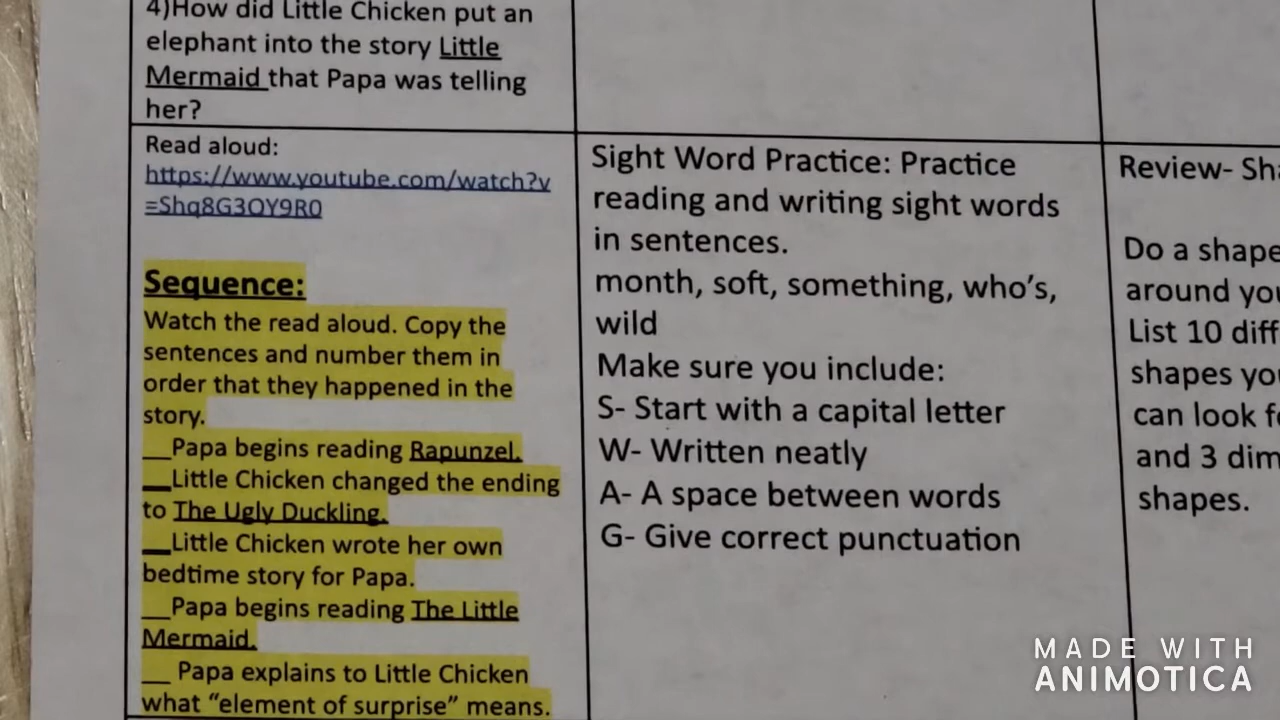 4)How did Little Chicken put an
elephant into the story Little
Mermaid that Papa was telling
her?
Read aloud:
https://www.youtube.com/watch?v
=Shq8G3QY9R0
Sequence:
Watch the read aloud. Copy the
sentences and number them in
order that they happened in the
story.
__Papa begins reading Rapunzel.
__Little Chicken changed the ending
to The Ugly Duckling.
__Little Chicken wrote her own
bedtime story for Papa.
__Papa begins reading The Little
Mermaid.
__ Papa explains to Little Chicken
what “element of surprise” means.
Sight Word Practice: Practice
reading and writing sight words
in sentences.
month, soft, something, who’s,
wild
Make sure you include:
S- Start with a capital letter
W- Written neatly
A- A space between words
G- Give correct punctuation
Review- Sh
Do a shape
around yo
List 10 diff
shapes yo
can look f
and 3 dim
shapes.
MADE WITH
ANIMOTICA